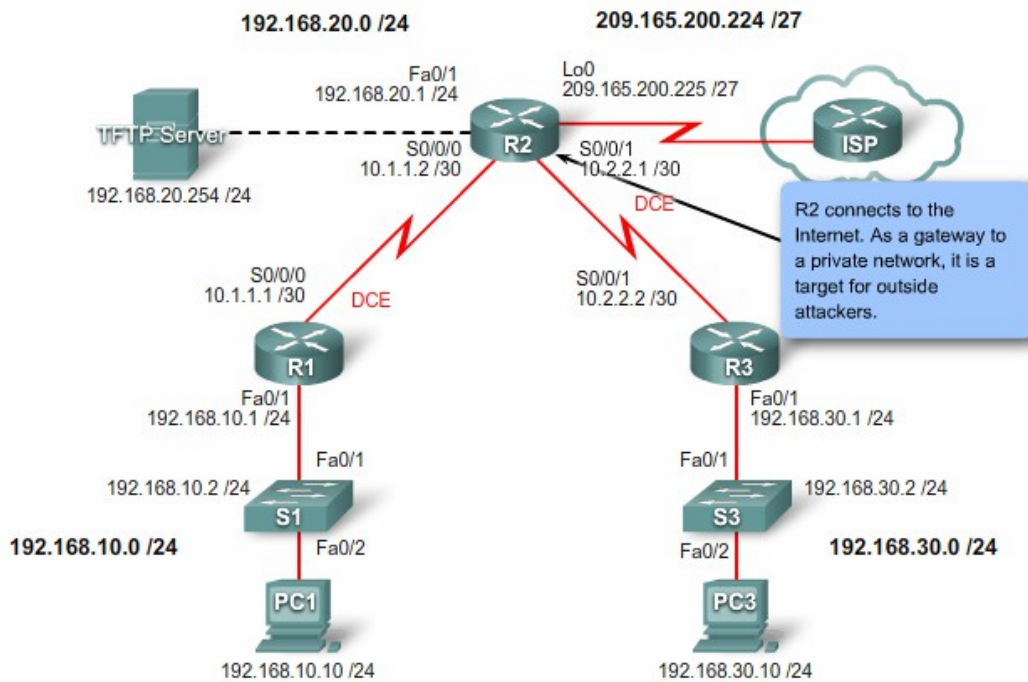 192.168.20.0 /24
209.165.200.224 /27
Fa0/1
192.168.20.1 /24
Lo0
209.165.200.225 /27
TFTP Server
R2
ISP
S0/0/0
10.1.1.2 /30
S0/0/1
10.2.2.1 /30
192.168.20.254 /24
DCE
R2 connects to the
Internet. As a gateway to
a private network, it is a
target for outside
attackers.
S0/0/0
10.1.1.1 /30
DCE
S0/0/1
10.2.2.2 /30
R1
R3
Fa0/1
192.168.10.1 /24
Fa0/1
192.168.30.1 /24
Fa0/1
192.168.10.2 /24
S1
Fa0/1
192.168.30.2 /24
S3
192.168.10.0 /24
Fa0/2
Fa0/2
192.168.30.0 /24
PC1
PC3
192.168.10.10 /24
192.168.30.10 /24